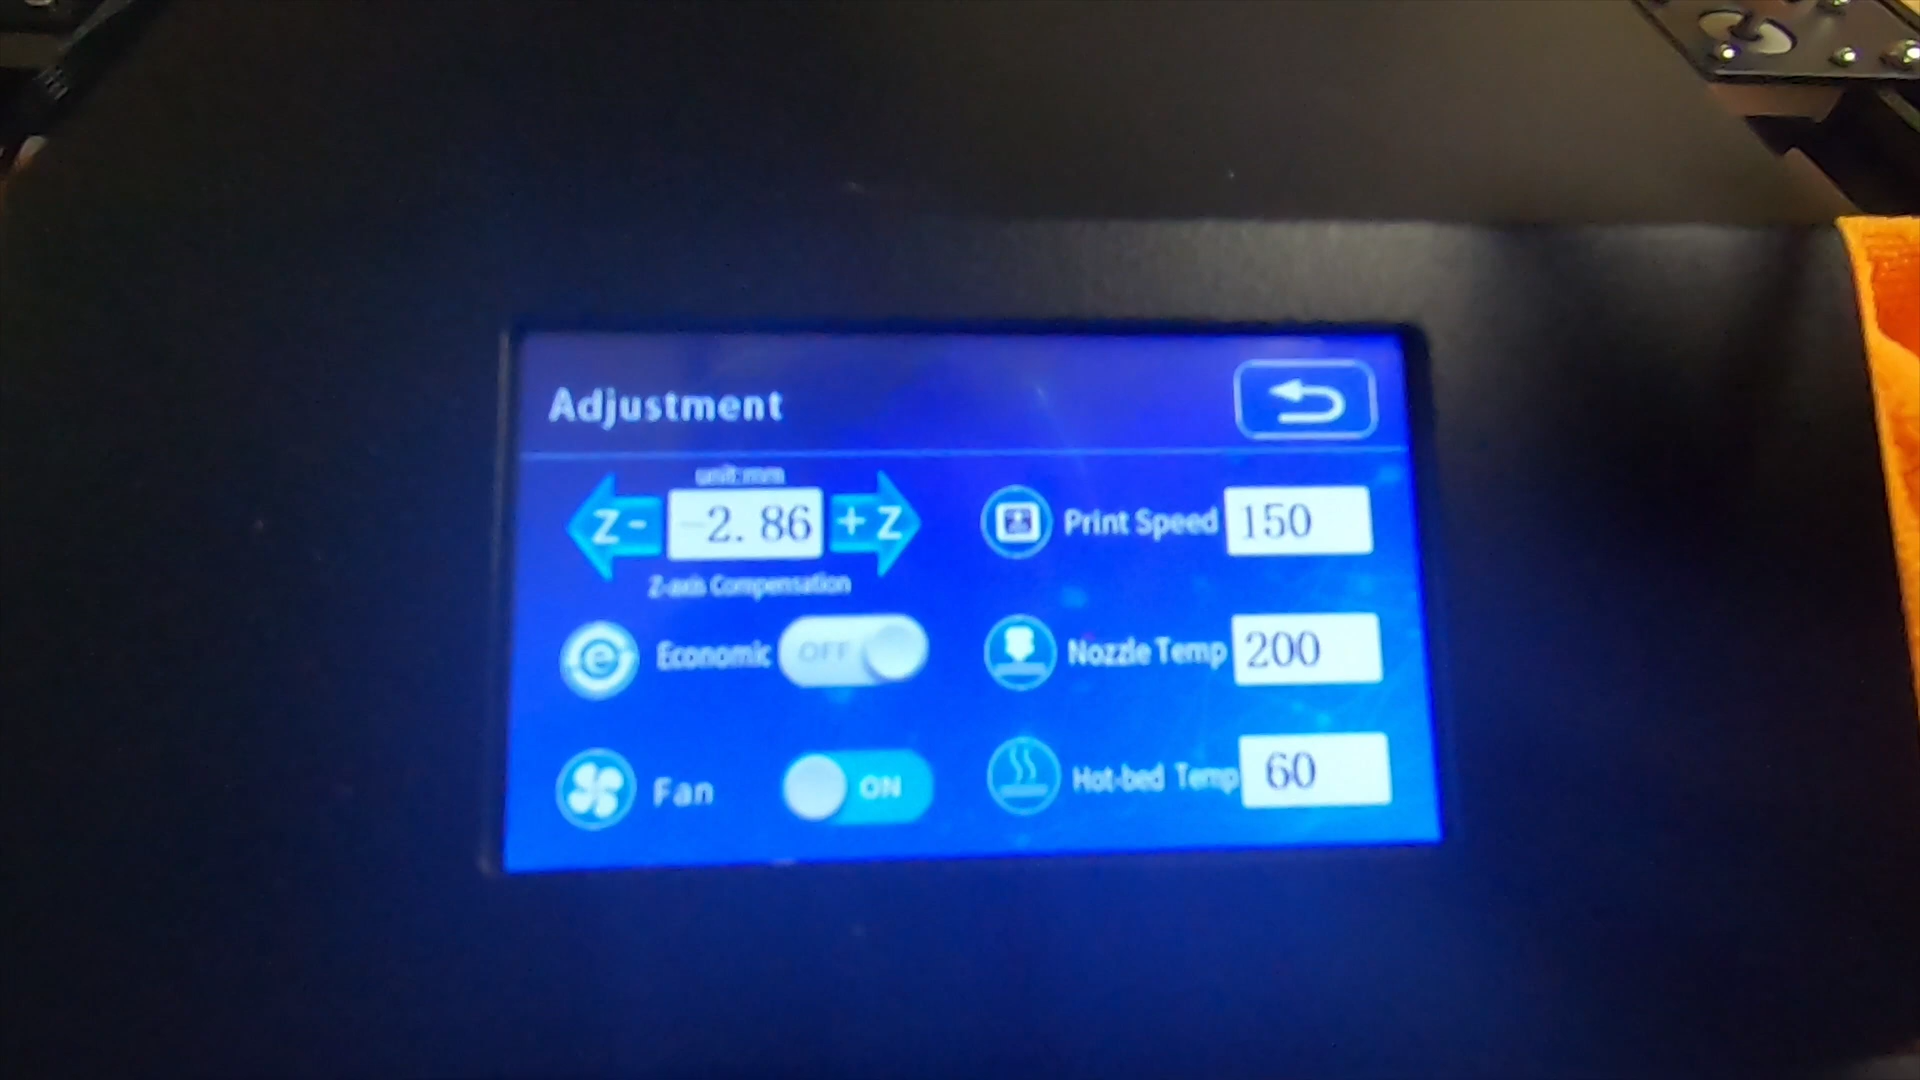 Adjustment
unit:mm
Z - -2.86 + Z
Z-axis Compensation
Print Speed 150
Economic OFF
Nozzle Temp 200
Fan ON
Hot-bed Temp 60